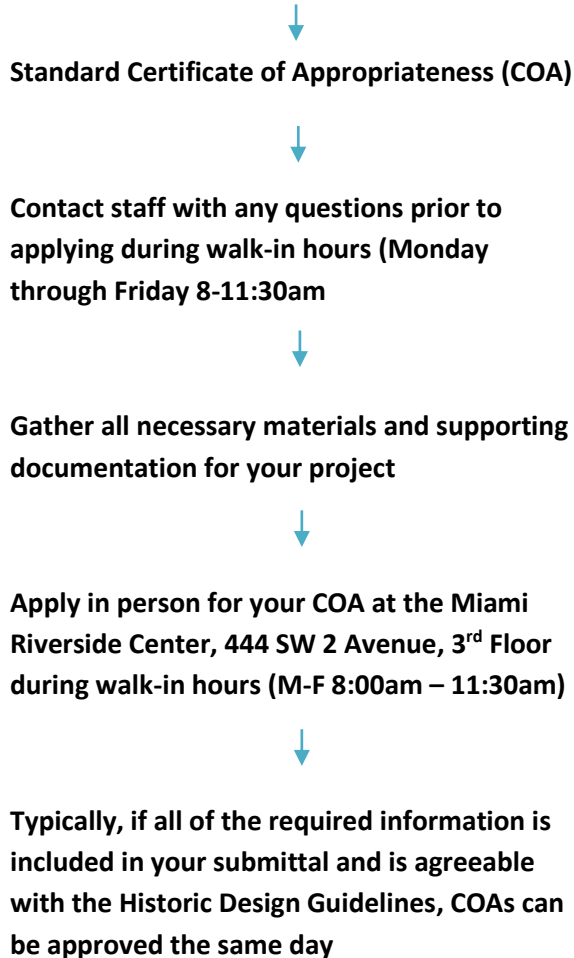 Standard Certificate of Appropriateness (COA)
Contact staff with any questions prior to
applying during walk-in hours (Monday
through Friday 8-11:30am
Gather all necessary materials and supporting
documentation for your project
Apply in person for your COA at the Miami
Riverside Center, 444 SW 2 Avenue, 3rd Floor
during walk-in hours (M-F 8:00am – 11:30am)
Typically, if all of the required information is
included in your submittal and is agreeable
with the Historic Design Guidelines, COAs can
be approved the same day